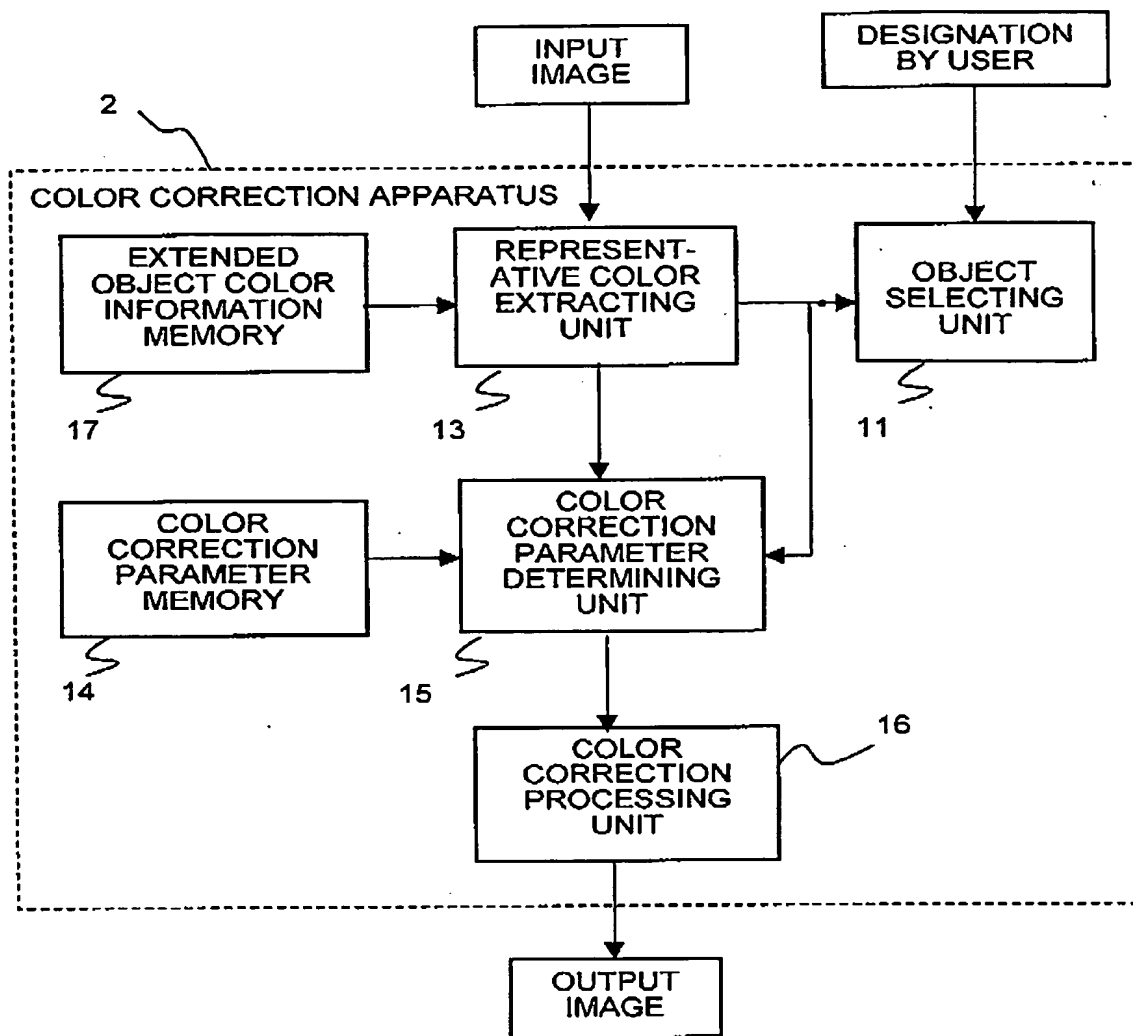 INPUT
IMAGE
DESIGNATION
BY USER
2
COLOR CORRECTION APPARATUS
EXTENDED
OBJECT COLOR
INFORMATION
MEMORY
REPRESENT-
ATIVE COLOR
EXTRACTING
UNIT
OBJECT
SELECTING
UNIT
17
13
11
COLOR
CORRECTION
PARAMETER
MEMORY
COLOR
CORRECTION
PARAMETER
DETERMINING
UNIT
14
15
COLOR
CORRECTION
PROCESSING
UNIT
16
OUTPUT
IMAGE